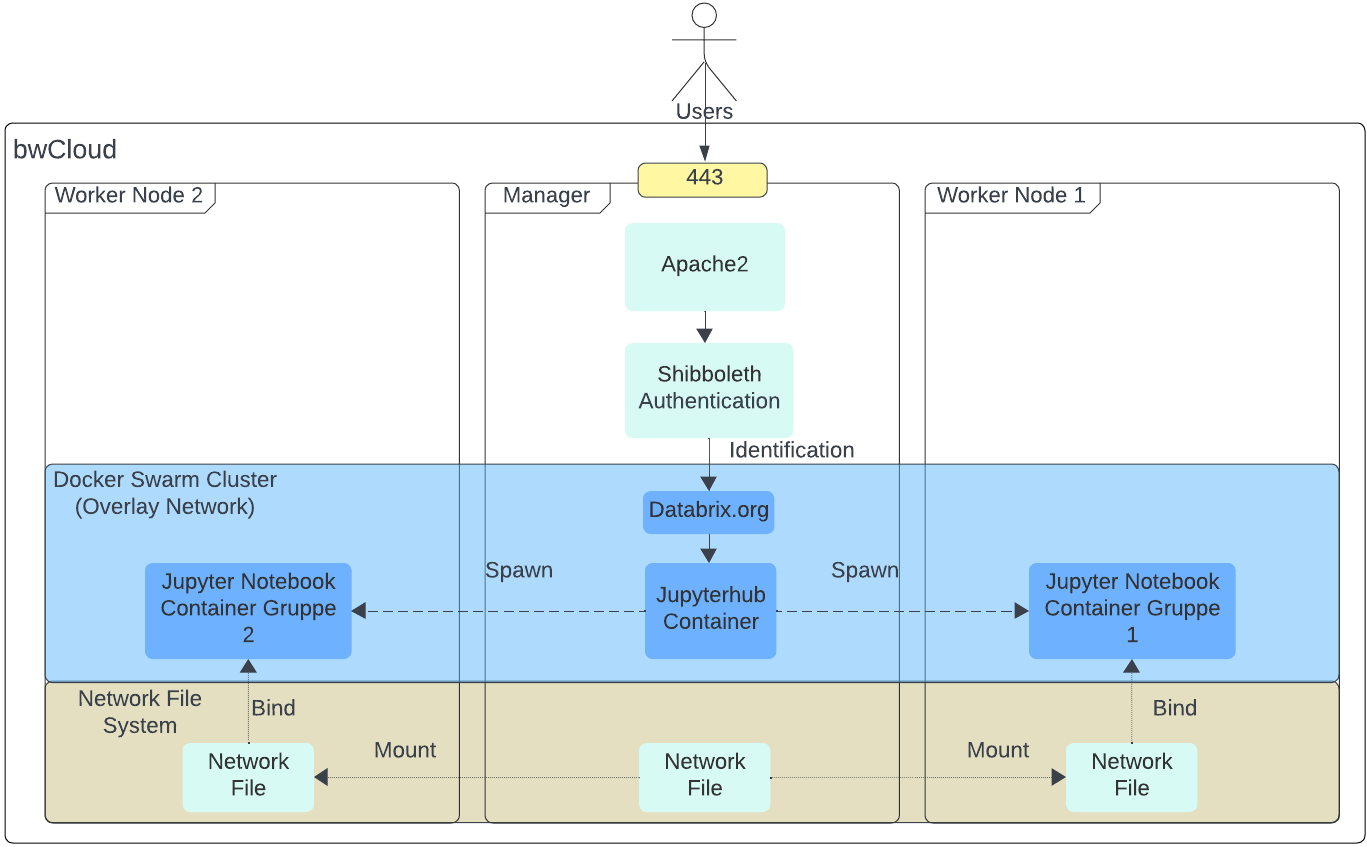 Users
bwCloud
443
Worker Node 2
Manager
Worker Node 1
Apache2
Shibboleth
Authentication
Identification
Docker Swarm Cluster
(Overlay Network)
Databrix.org
Spawn
Spawn
Jupyter Notebook
Container Gruppe
2
Jupyterhub
Container
Jupyter Notebook
Container Gruppe
1
Network File
System
Bind
Bind
Mount
Mount
Network
File
Network
File
Network
File